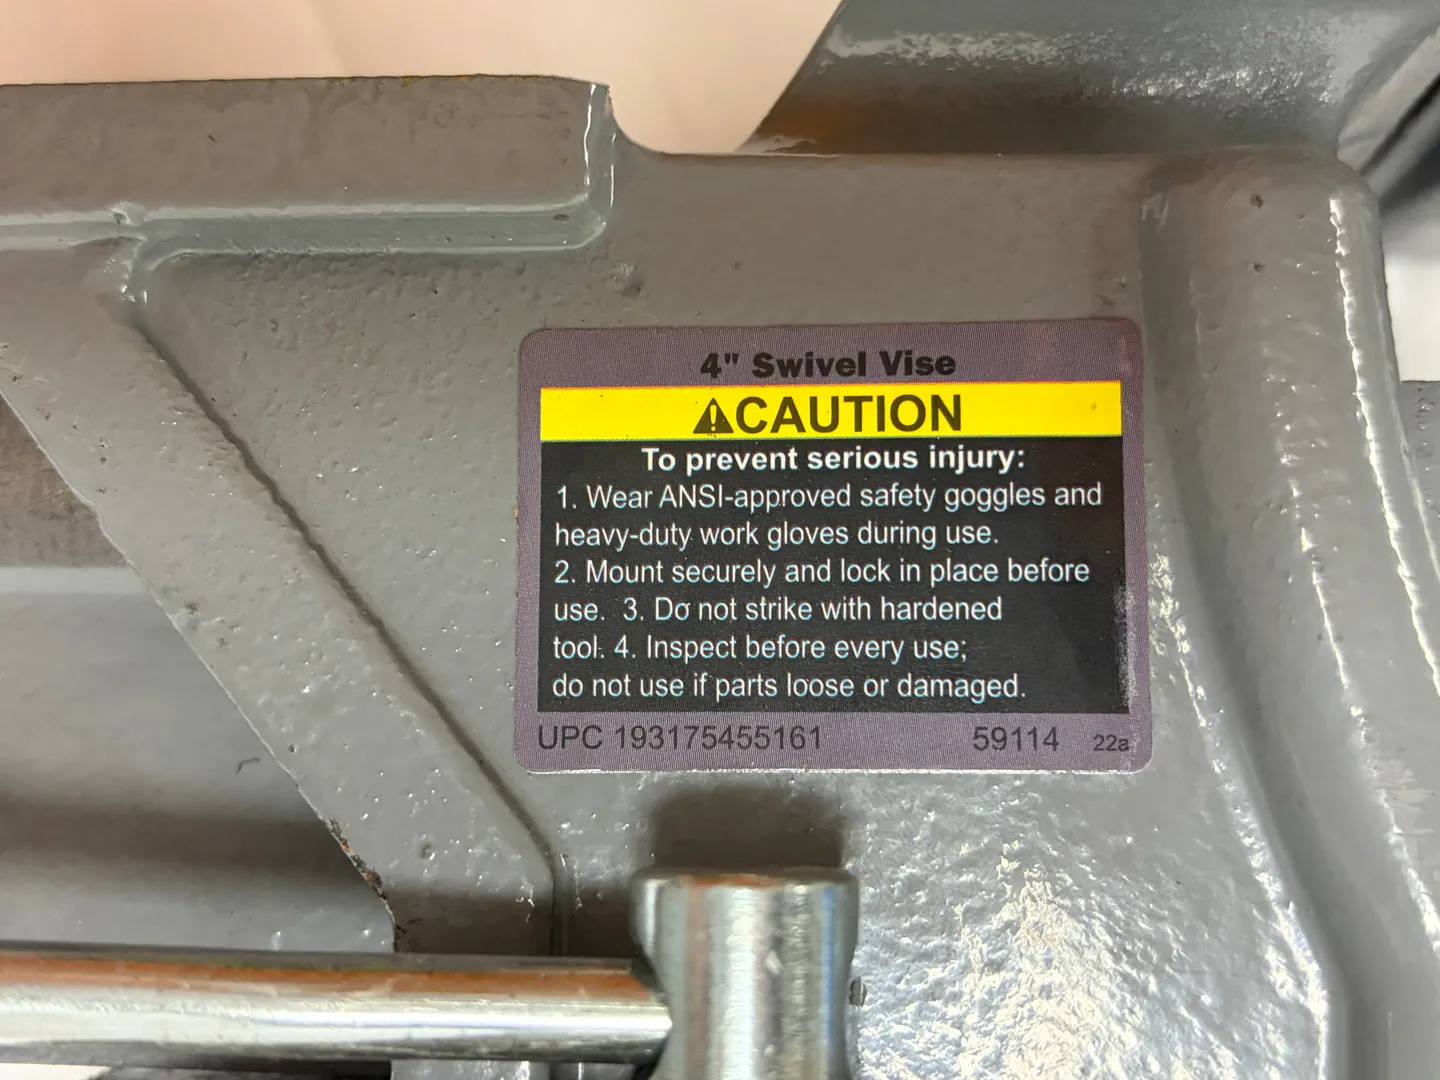 4" Swivel Vise
⚠CAUTION
To prevent serious injury:
1. Wear ANSI-approved safety goggles and
heavy-duty work gloves during use.
2. Mount securely and lock in place before
use.  3. Do not strike with hardened
tool. 4. Inspect before every use;
do not use if parts loose or damaged.
UPC 193175455161 59114 22a